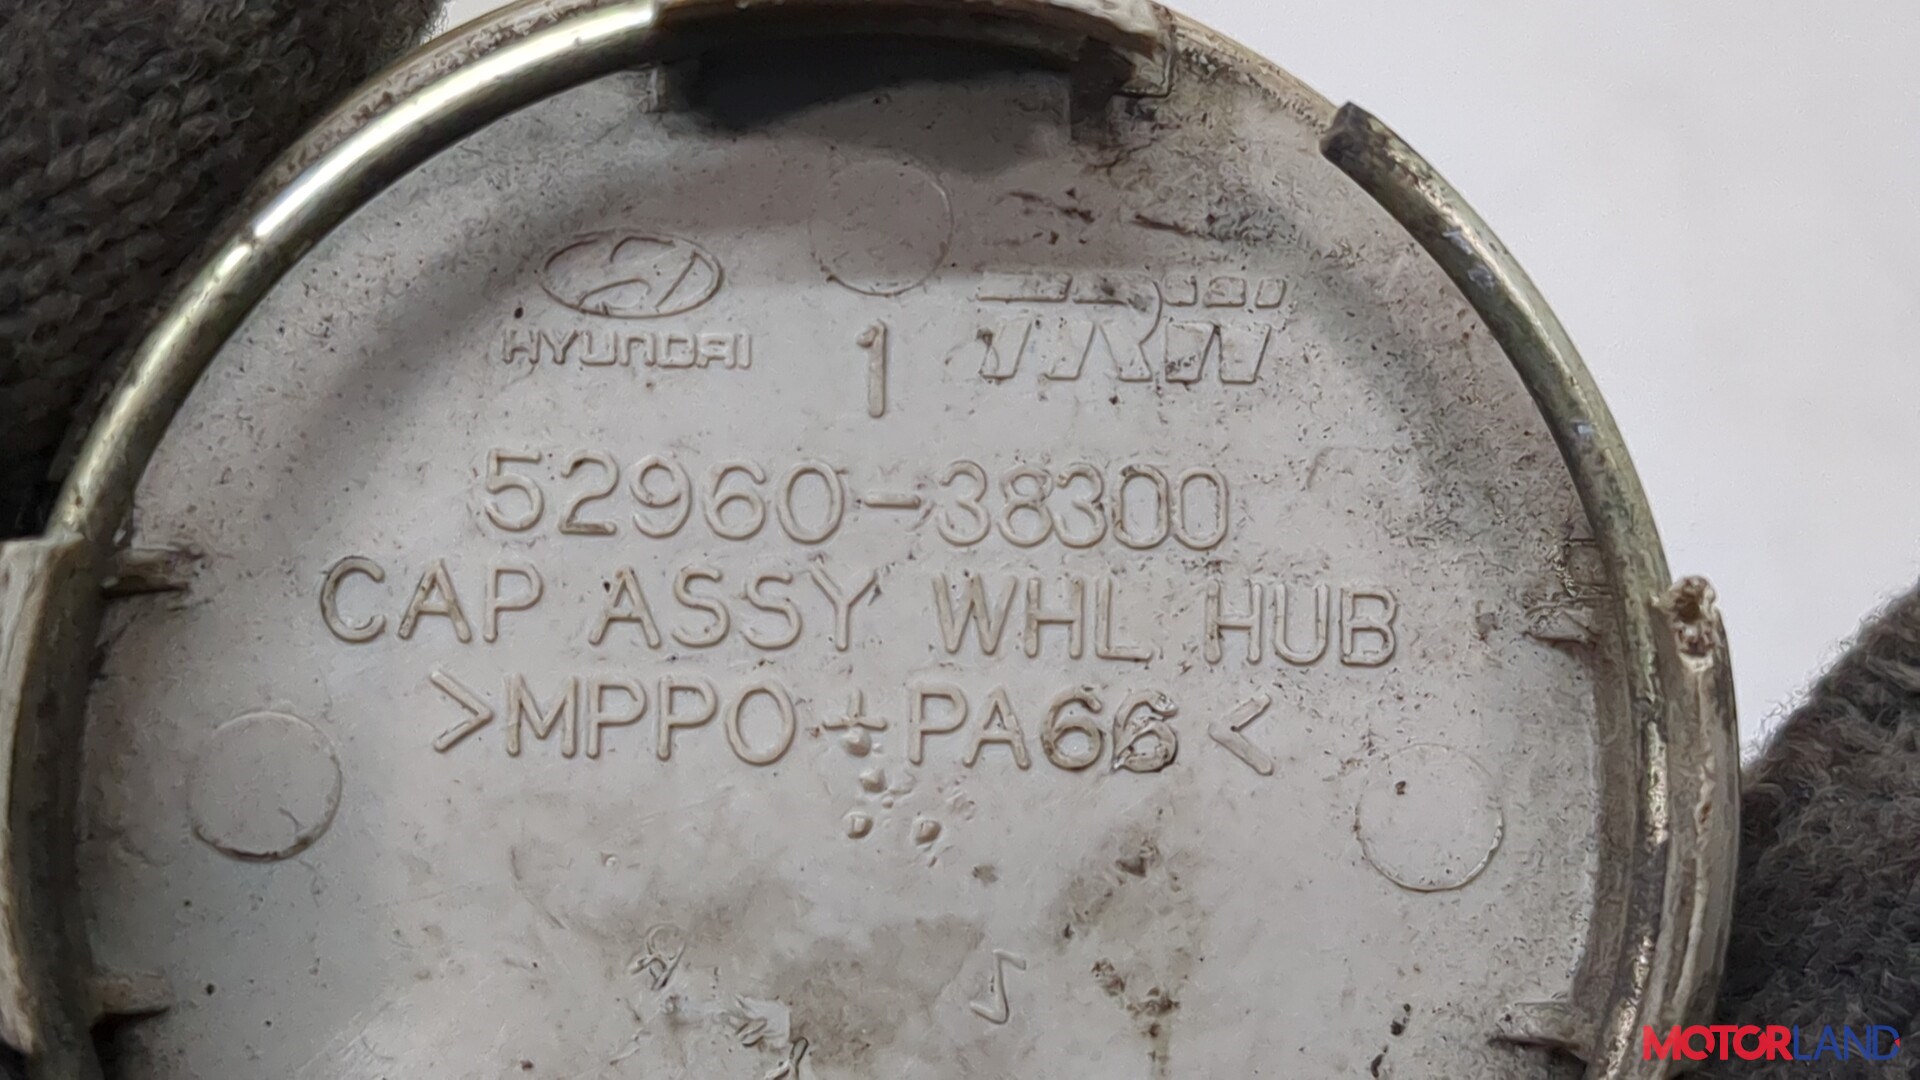 HYUNDAI 1 TRW
52960-38300
CAP ASSY WHL HUB
>MPPO+PA66<
MOTORLAND